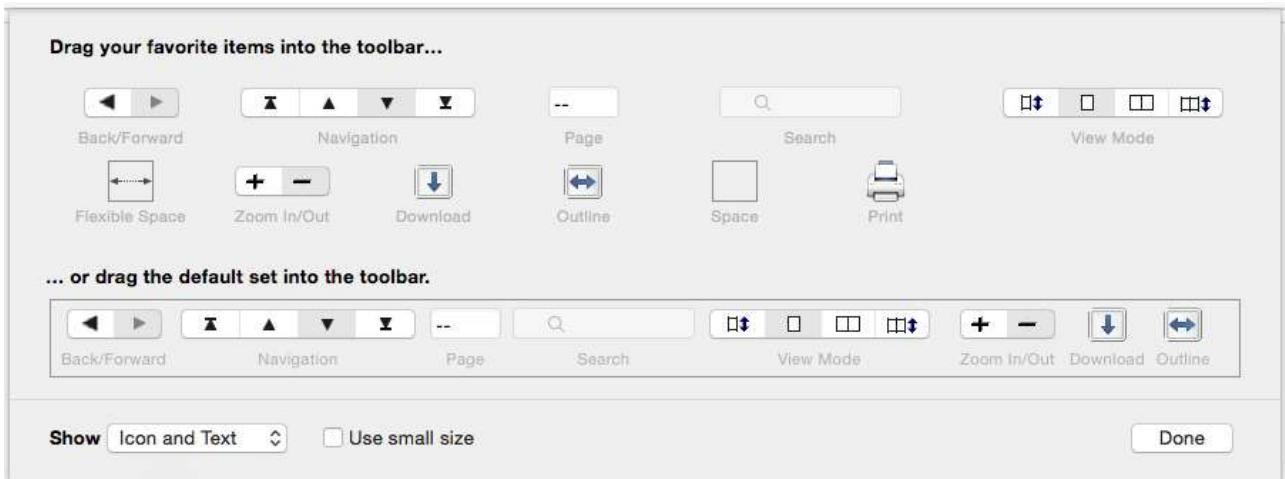 Drag your favorite items into the toolbar...
--
Back/Forward Navigation Page Search View Mode
Flexible Space Zoom In/Out Download Outline Space Print
... or drag the default set into the toolbar.
--
Back/Forward Navigation Page Search View Mode Zoom In/Out Download Outline
Show Icon and Text Use small size Done